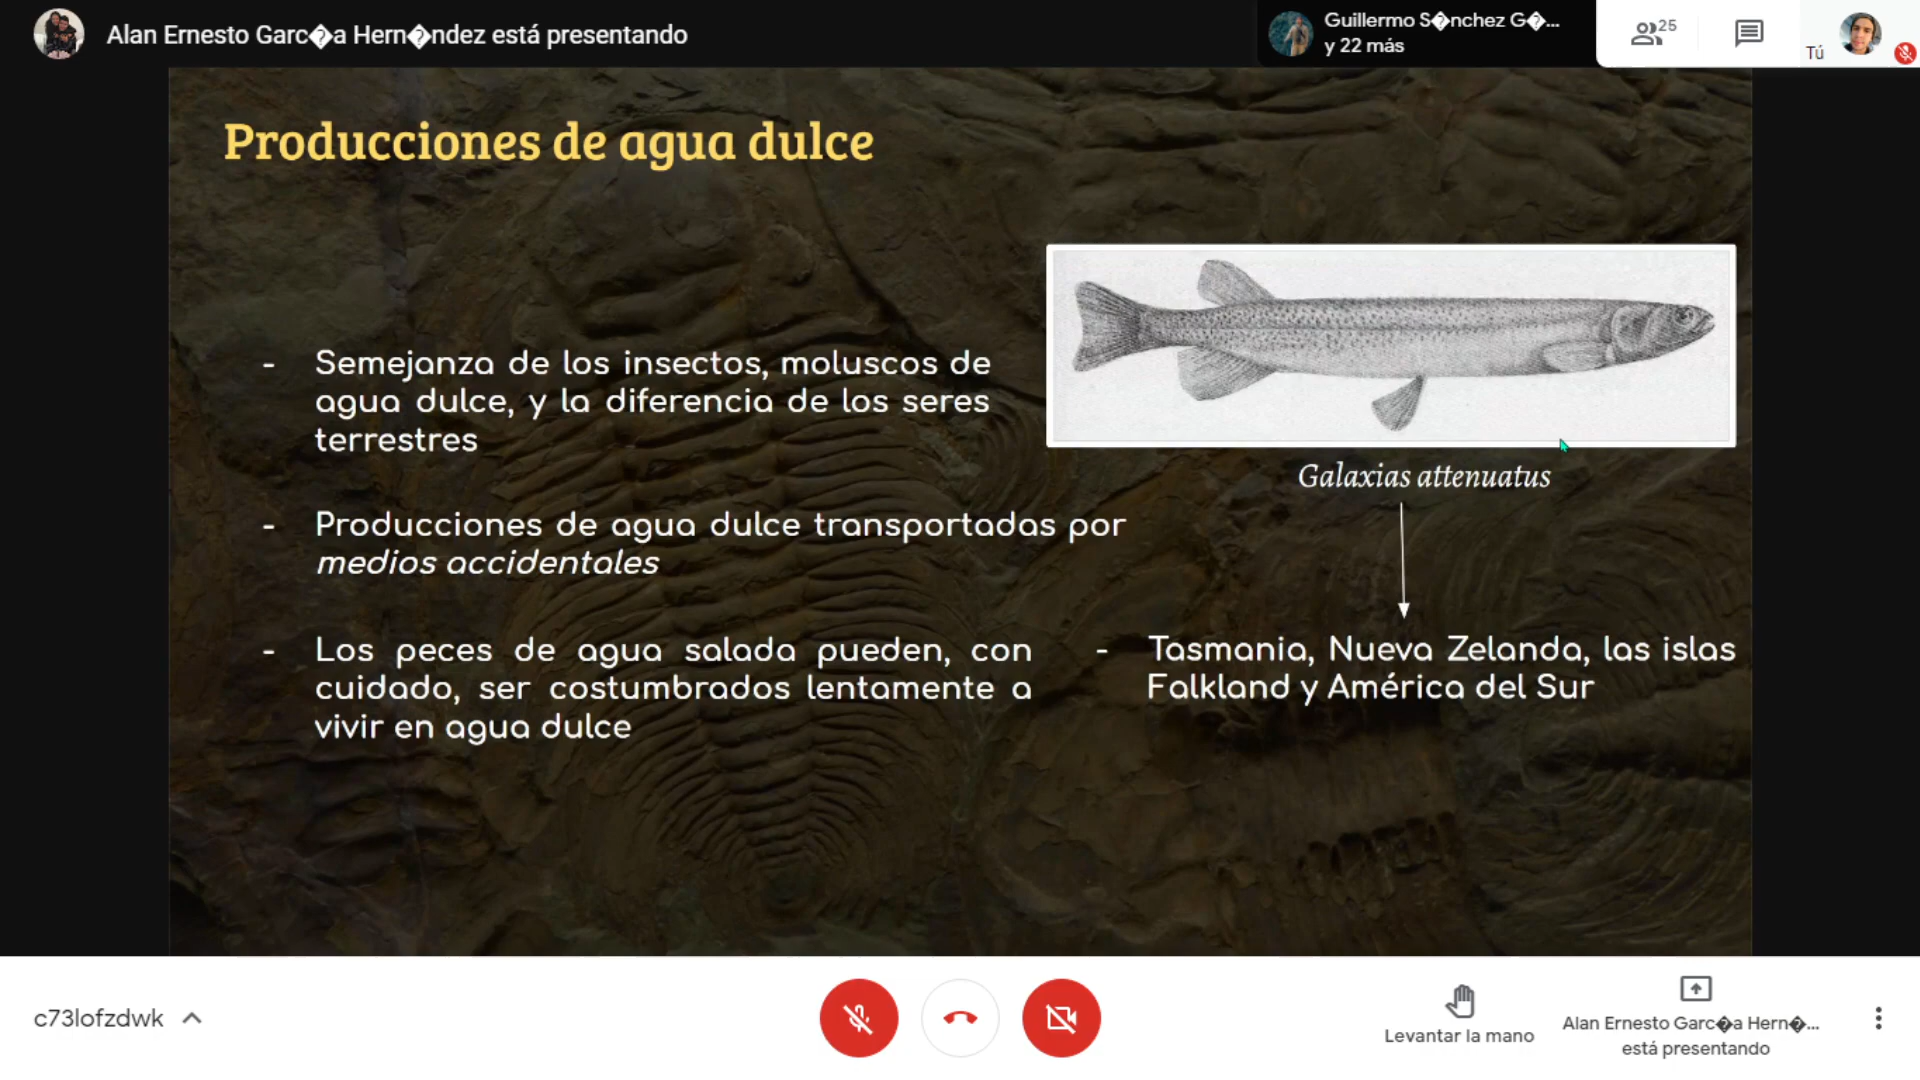 Alan Ernesto Garc�a Hern�ndez está presentando
Guillermo S�nchez G�...
y 22 más
25
Tú
Producciones de agua dulce
- Semejanza de los insectos, moluscos de
agua dulce, y la diferencia de los seres
terrestres
- Producciones de agua dulce transportadas por
medios accidentales
- Los peces de agua salada pueden, con
cuidado, ser costumbrados lentamente a
vivir en agua dulce
Galaxias attenuatus
- Tasmania, Nueva Zelanda, las islas
Falkland y América del Sur
c73lofzdwk
Levantar la mano
Alan Ernesto Garc�a Hern�...
está presentando